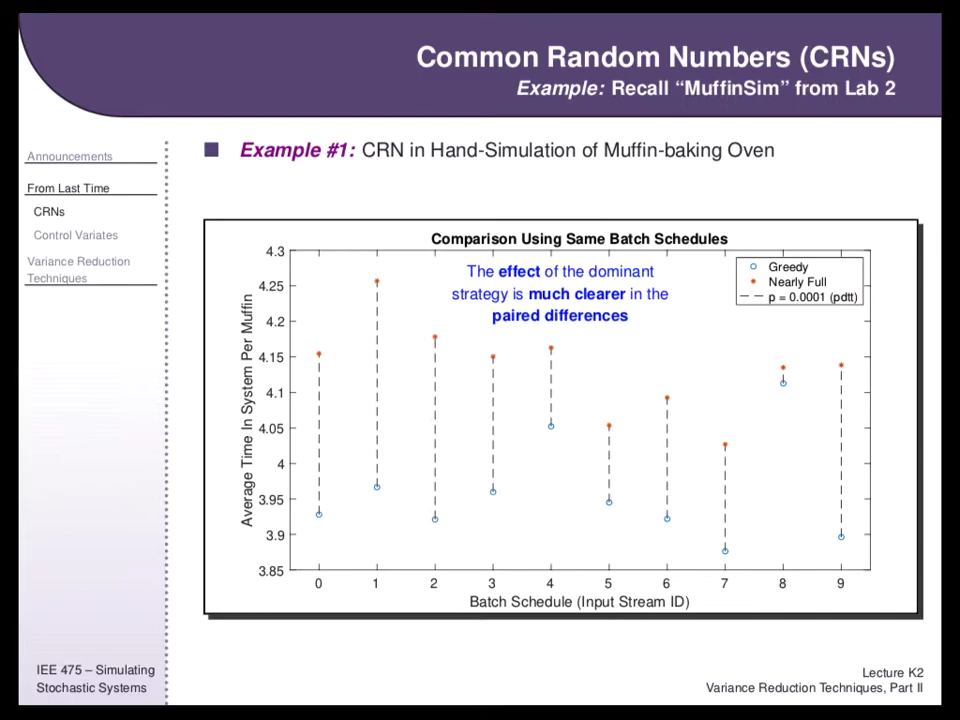 Common Random Numbers (CRNs)
Example: Recall “MuffinSim” from Lab 2
Announcements
From Last Time
CRNs
Control Variates
Variance Reduction
Techniques
Example #1: CRN in Hand-Simulation of Muffin-baking Oven
Comparison Using Same Batch Schedules
The effect of the dominant
strategy is much clearer in the
paired differences
Greedy
Nearly Full
p = 0.0001 (pdtt)
Average Time In System Per Muffin
4.3
4.25
4.2
4.15
4.1
4.05
4
3.95
3.9
3.85
0 1 2 3 4 5 6 7 8 9
Batch Schedule (Input Stream ID)
IEE 475 – Simulating
Stochastic Systems
Lecture K2
Variance Reduction Techniques, Part II